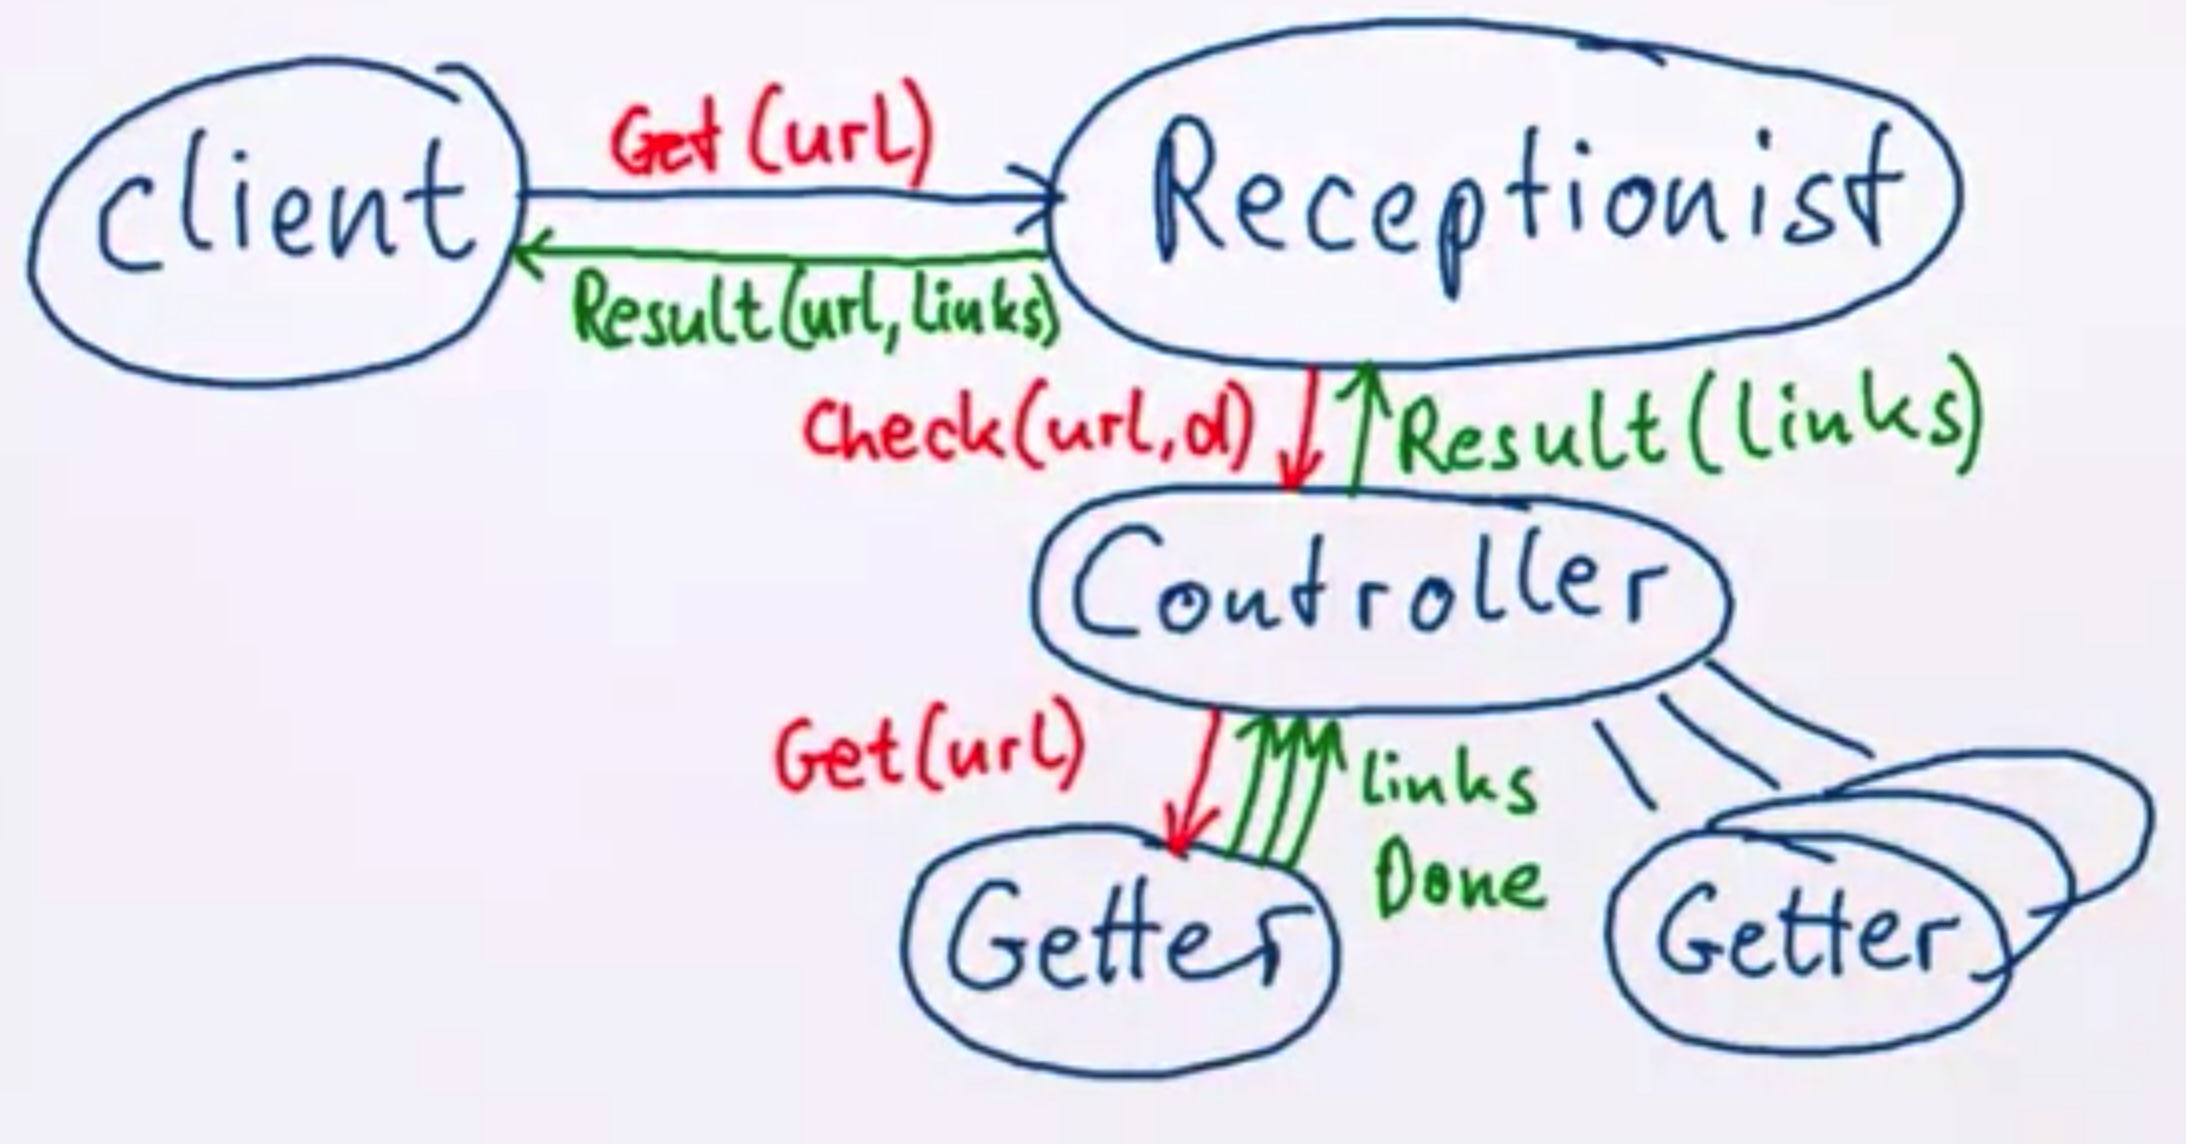 client
Get (url)
Receptionist
Result(url, links)
Check(url,d)
Result(links)
Controller
Get(url)
links
Done
Getter
Getter